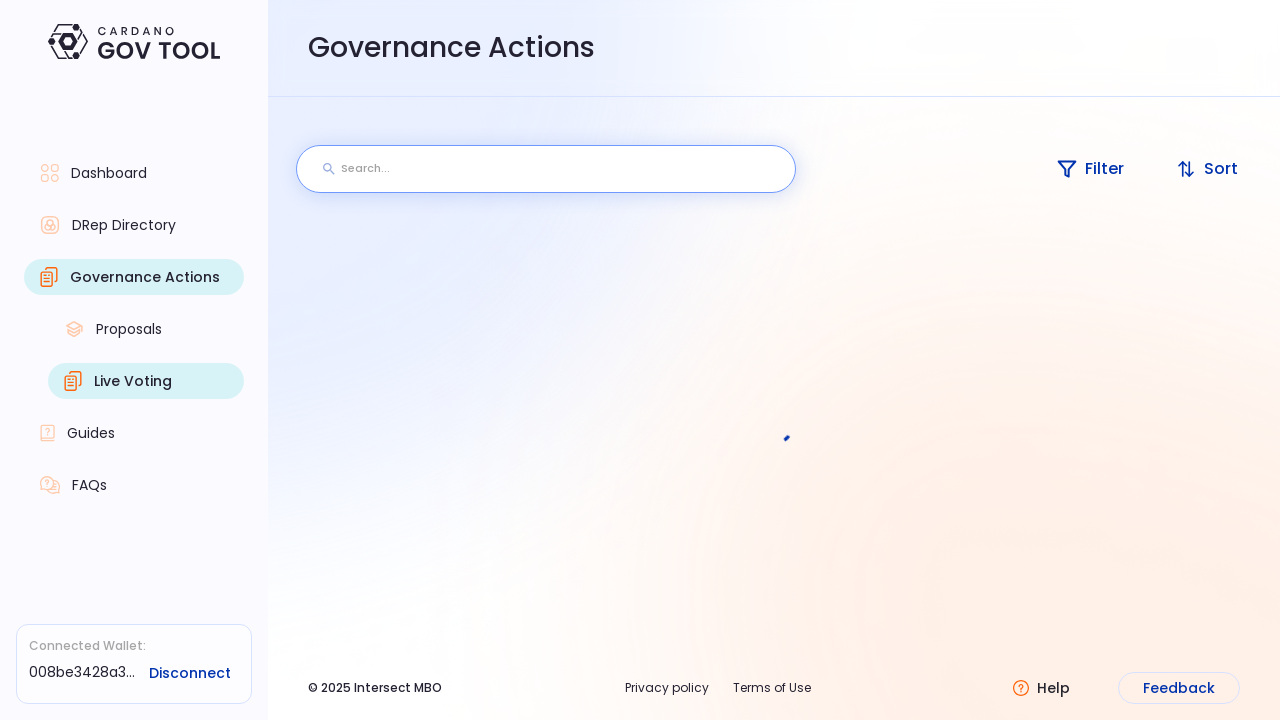 CARDANO
GOV TOOL
Governance Actions
Search...
Filter
Sort
Dashboard
DRep Directory
Governance Actions
Proposals
Live Voting
Guides
FAQs
Connected Wallet:
008be3428a3...
Disconnect
© 2025 Intersect MBO
Privacy policy
Terms of Use
Help
Feedback